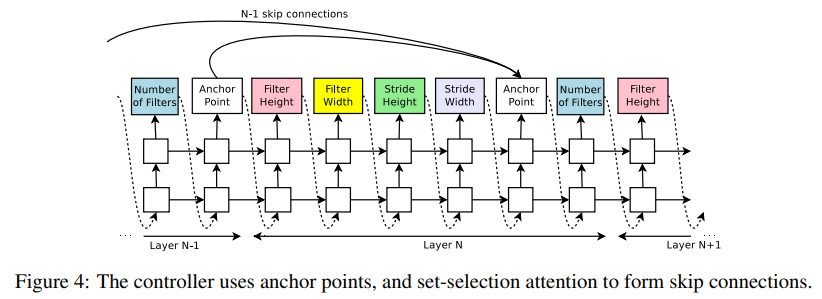 N-1 skip connections
Number
of Filters
Anchor
Point
Filter
Height
Filter
Width
Stride
Height
Stride
Width
Anchor
Point
Number
of Filters
Filter
Height
...
Layer N-1
Layer N
Layer N+1
...
Figure 4: The controller uses anchor points, and set-selection attention to form skip connections.